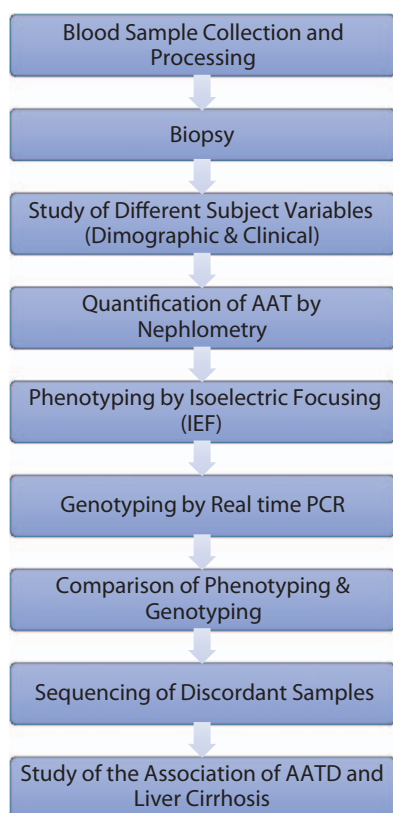 Blood Sample Collection and
Processing
Biopsy
Study of Different Subject Variables
(Dimographic & Clinical)
Quantification of AAT by
Nephlometry
Phenotyping by Isoelectric Focusing
(IEF)
Genotyping by Real time PCR
Comparison of Phenotyping &
Genotyping
Sequencing of Discordant Samples
Study of the Association of AATD and
Liver Cirrhosis